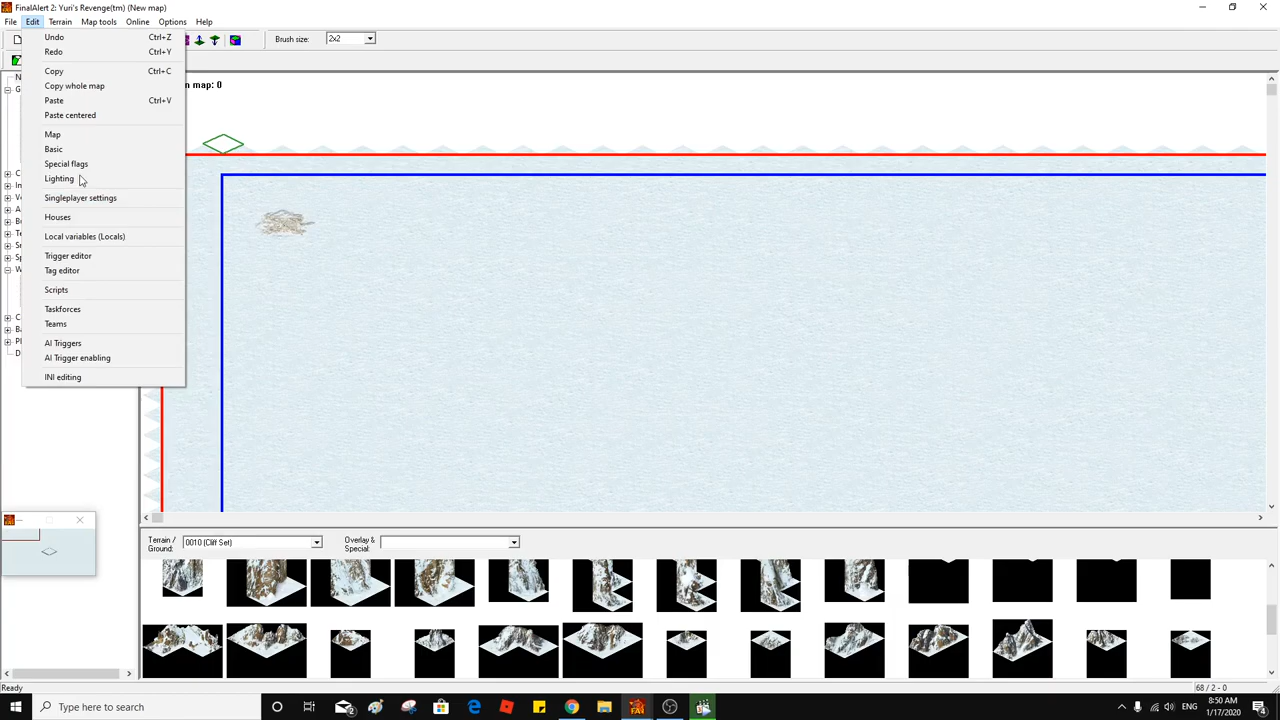 FinalAlert 2: Yuri's Revenge(tm) (New map)
File Edit Terrain Map tools Online Options Help
Undo Ctrl+Z
Redo Ctrl+Y
Copy Ctrl+C
Copy whole map
Paste Ctrl+V
Paste centered
Map
Basic
Special flags
Lighting
Singleplayer settings
Houses
Local variables (Locals)
Trigger editor
Tag editor
Scripts
Taskforces
Teams
AI Triggers
AI Trigger enabling
INI editing
Brush size: 2x2
n map: 0
Terrain / Ground: 0010 (Cliff Set)
Overlay & Special:
Ready
68 / 2 - 0
Type here to search
ENG
8:50 AM
1/17/2020